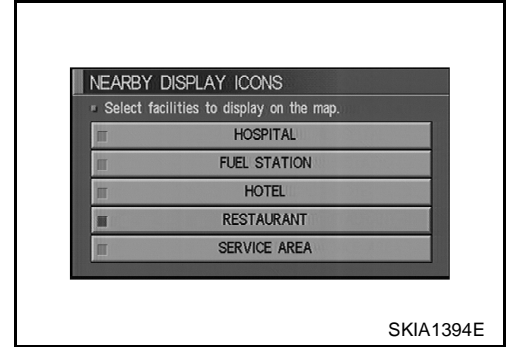 NEARBY DISPLAY ICONS
Select facilities to display on the map.
HOSPITAL
FUEL STATION
HOTEL
RESTAURANT
SERVICE AREA
SKIA1394E